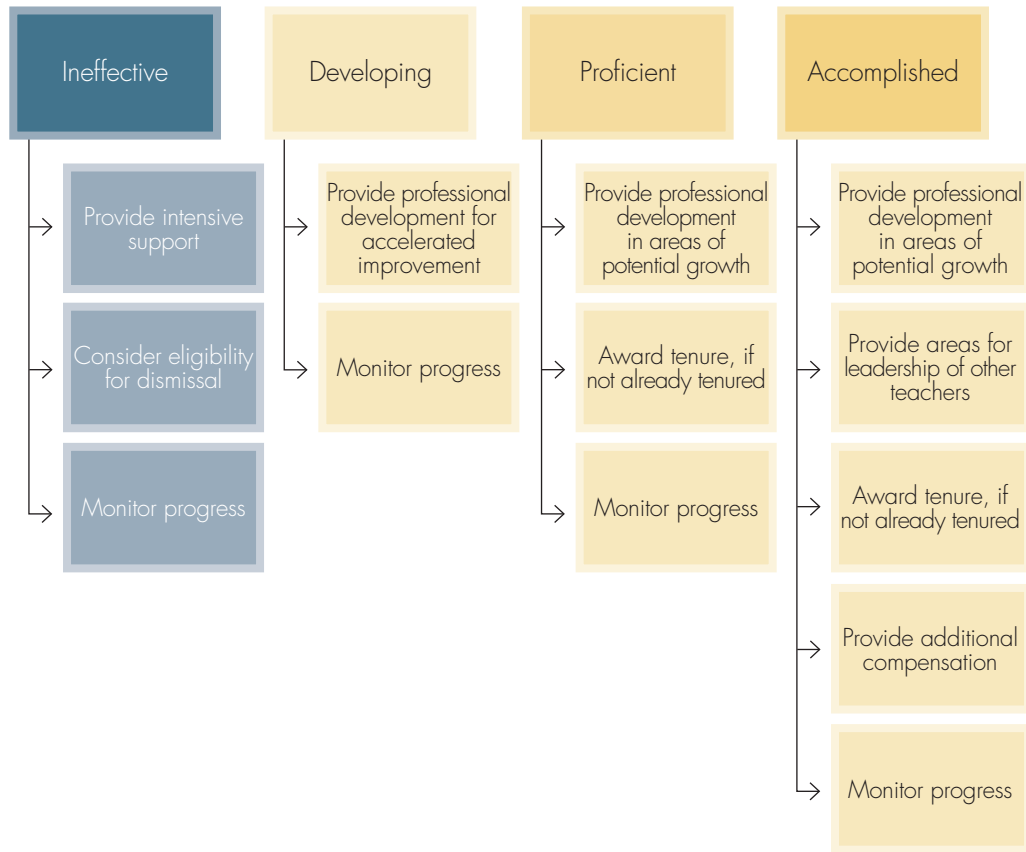 Ineffective
Provide intensive
support
Consider eligibility
for dismissal
Monitor progress
Developing
Provide professional
development for
accelerated
improvement
Monitor progress
Proficient
Provide professional
development
in areas of
potential growth
Award tenure, if
not already tenured
Monitor progress
Accomplished
Provide professional
development
in areas of
potential growth
Provide areas for
leadership of other
teachers
Award tenure, if
not already tenured
Provide additional
compensation
Monitor progress